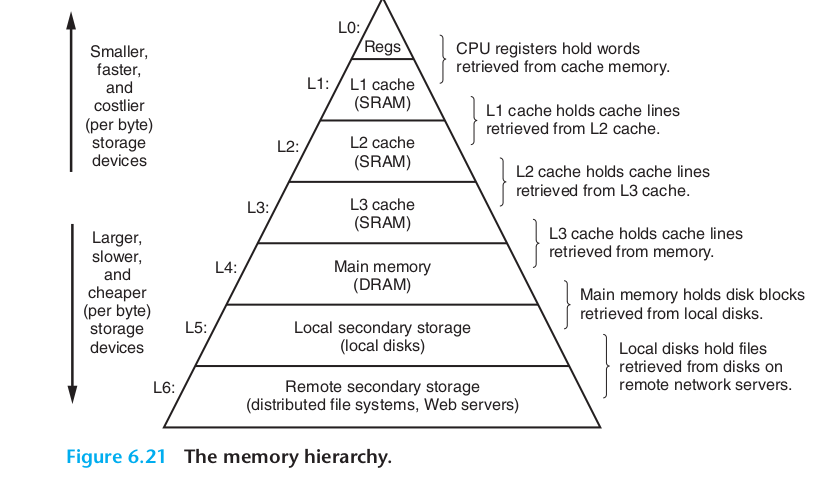 L0:
Regs
CPU registers hold words
retrieved from cache memory.
Smaller,
faster,
and
costlier
(per byte)
storage
devices
L1:
L1 cache
(SRAM)
L1 cache holds cache lines
retrieved from L2 cache.
L2:
L2 cache
(SRAM)
L2 cache holds cache lines
retrieved from L3 cache.
L3:
L3 cache
(SRAM)
L3 cache holds cache lines
retrieved from memory.
Larger,
slower,
and
cheaper
(per byte)
storage
devices
L4:
Main memory
(DRAM)
Main memory holds disk blocks
retrieved from local disks.
L5:
Local secondary storage
(local disks)
Local disks hold files
retrieved from disks on
remote network servers.
L6:
Remote secondary storage
(distributed file systems, Web servers)
Figure 6.21 The memory hierarchy.